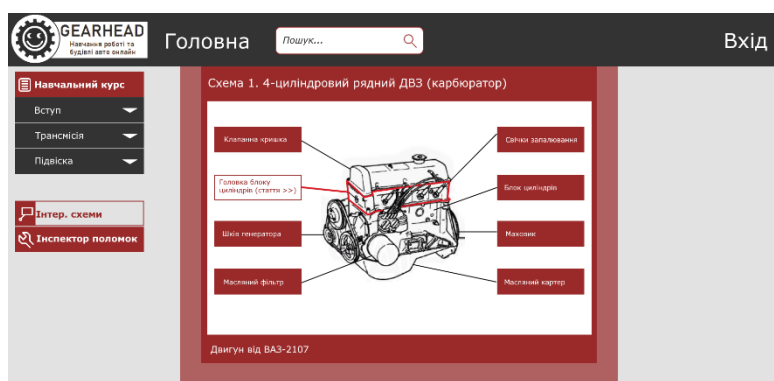 GEARHEAD
Навчання роботі та
будівлі авто онлайн
Головна
Пошук...
Вхід
Навчальний курс
Вступ
Трансмісія
Підвіска
Інтер. схеми
Інспектор поломок
Схема 1. 4-циліндровий рядний ДВЗ (карбюратор)
Клапанна кришка
Свічки запалювання
Головка блоку
циліндрів (стаття >>)
Блок циліндрів
Шків генератора
Маховик
Масляний фільтр
Масляний картер
Двигун від ВАЗ-2107